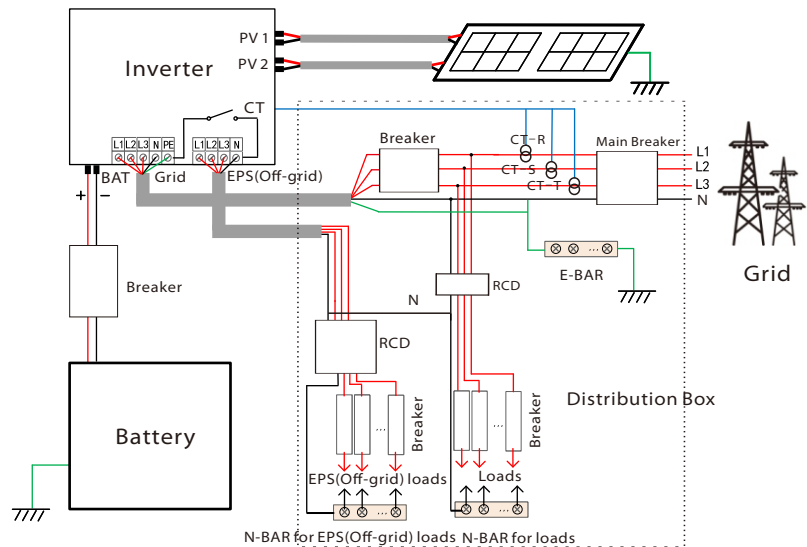 PV 1
Inverter
PV 2
CT
L1 L2 L3 N PE
L1 L2 L3 N
BAT
Grid
EPS(Off-grid)
+
−
Breaker
Battery
Breaker
CT-R
CT-S
CT-T
Main Breaker
L1
L2
L3
N
Grid
...
E-BAR
RCD
N
RCD
...
Breaker
...
Breaker
Distribution Box
EPS(Off-grid) loads
Loads
...
...
N-BAR for EPS(Off-grid) loads
N-BAR for loads